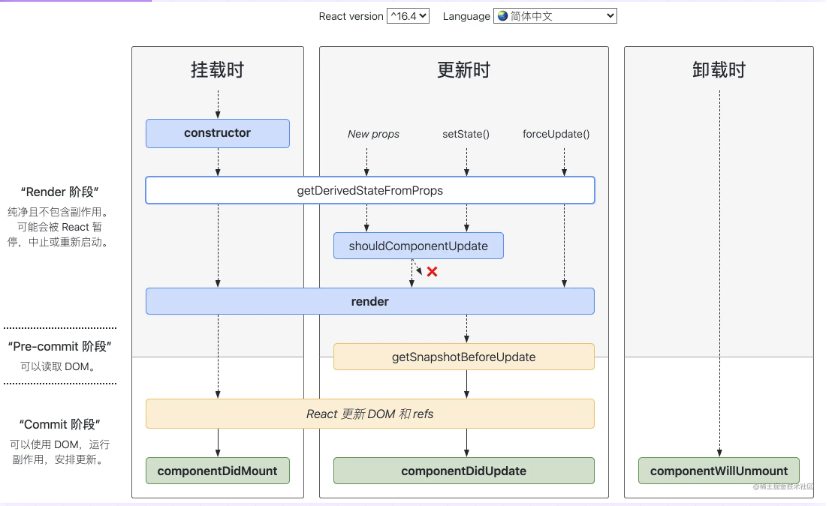 React version ^16.4 Language 简体中文
挂载时
更新时
卸载时
constructor
New props
setState()
forceUpdate()
“Render 阶段”
纯净且不包含副作用。
可能会被 React 暂
停，中止或重新启动。
getDerivedStateFromProps
shouldComponentUpdate
render
“Pre-commit 阶段”
可以读取 DOM。
getSnapshotBeforeUpdate
“Commit 阶段”
可以使用 DOM，运行
副作用，安排更新。
React 更新 DOM 和 refs
componentDidMount
componentDidUpdate
componentWillUnmount
@稀土掘金技术社区